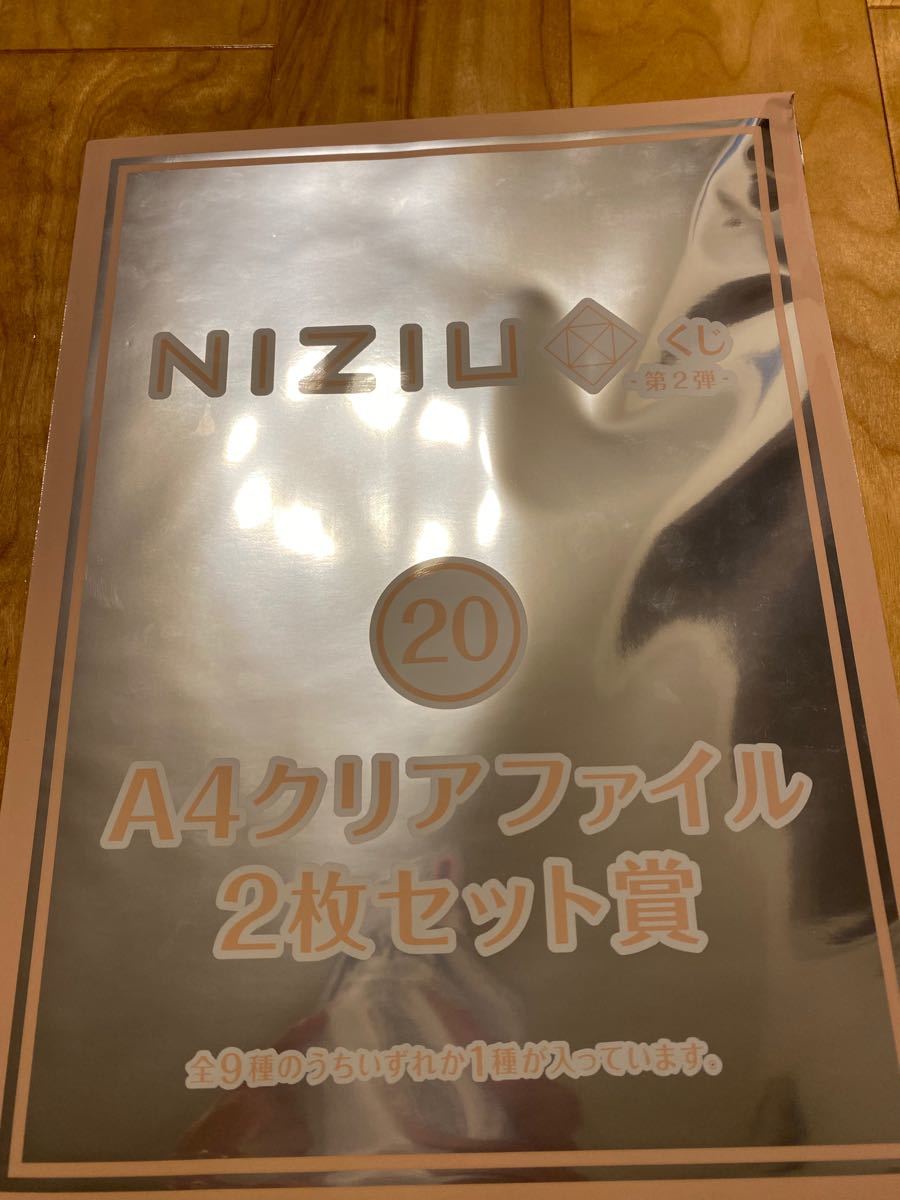 NIZIU くじ
-第2弾-
20
A4クリアファイル
2枚セット賞
全9種のうちいずれか1種が入っています。